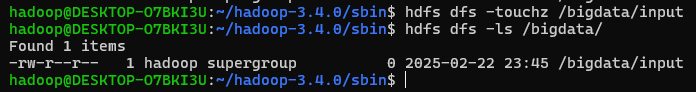 hadoop@DESKTOP-O7BKI3U:~/hadoop-3.4.0/sbin$ hdfs dfs -touchz /bigdata/input
hadoop@DESKTOP-O7BKI3U:~/hadoop-3.4.0/sbin$ hdfs dfs -ls /bigdata/
Found 1 items
-rw-r--r--   1 hadoop supergroup          0 2025-02-22 23:45 /bigdata/input
hadoop@DESKTOP-O7BKI3U:~/hadoop-3.4.0/sbin$